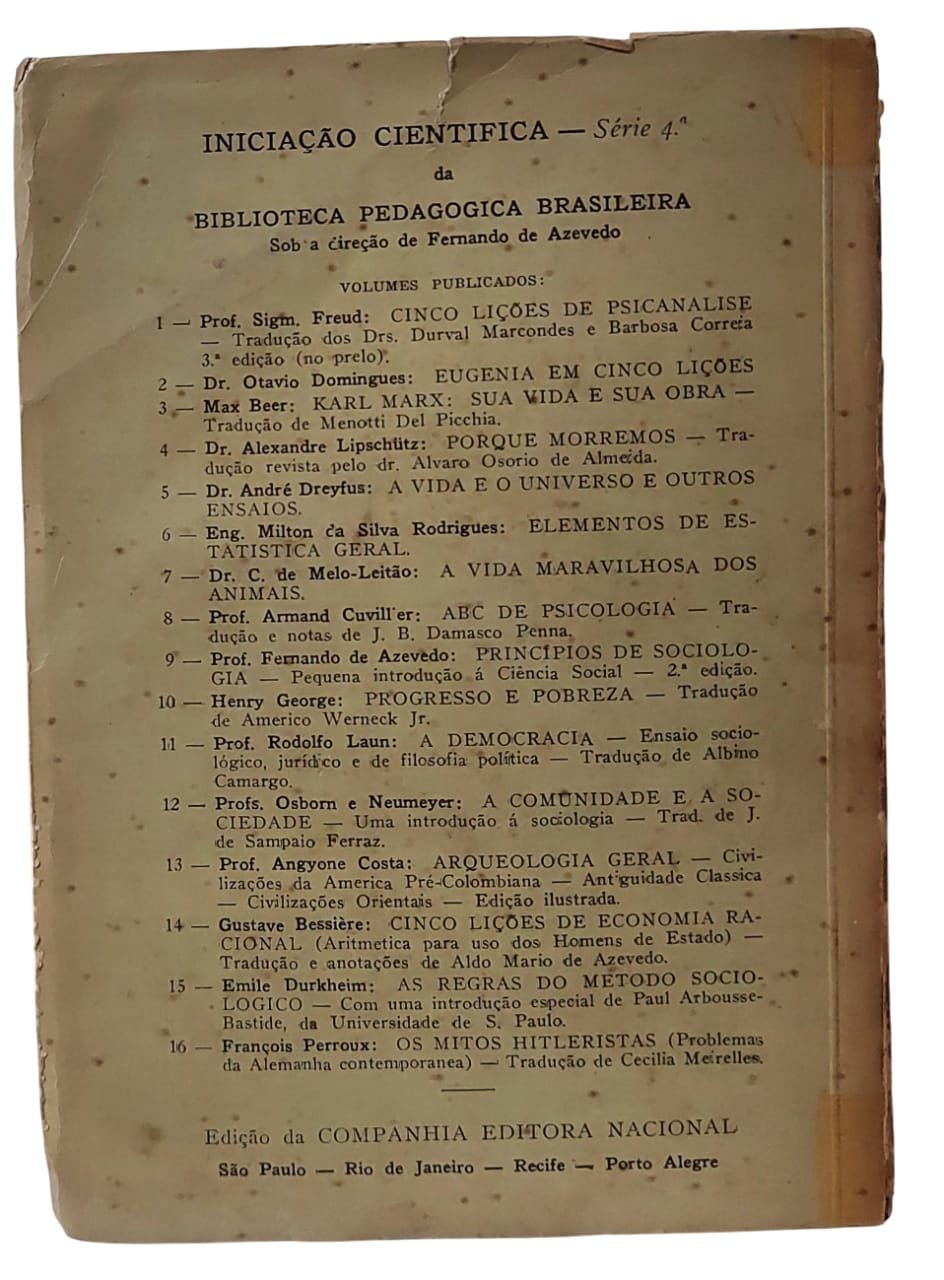 INICIAÇÃO CIENTIFICA — Série 4.ª
da
BIBLIOTECA PEDAGOGICA BRASILEIRA
Sob a direção de Fernando de Azevedo
VOLUMES PUBLICADOS:
1 — Prof. Sigm. Freud: CINCO LIÇÕES DE PSICANALISE
— Tradução dos Drs. Durval Marcondes e Barbosa Correia
3.ª edição (no prelo).
2 — Dr. Otavio Domingues: EUGENIA EM CINCO LIÇÕES
3 — Max Beer: KARL MARX: SUA VIDA E SUA OBRA —
Tradução de Menotti Del Picchia.
4 — Dr. Alexandre Lipschütz: PORQUE MORREMOS — Tra-
dução revista pelo dr. Alvaro Osorio de Almeida.
5 — Dr. André Dreyfus: A VIDA E O UNIVERSO E OUTROS
ENSAIOS.
6 — Eng. Milton da Silva Rodrigues: ELEMENTOS DE ES-
TATISTICA GERAL.
7 — Dr. C. de Melo-Leitão: A VIDA MARAVILHOSA DOS
ANIMAIS.
8 — Prof. Armand Cuvillier: ABC DE PSICOLOGIA — Tra-
dução e notas de J. B. Damasco Penna.
9 — Prof. Fernando de Azevedo: PRINCÍPIOS DE SOCIOLO-
GIA — Pequena introdução á Ciência Social — 2.ª edição.
10 — Henry George: PROGRESSO E POBREZA — Tradução
de Americo Werneck Jr.
11 — Prof. Rodolfo Laun: A DEMOCRACIA — Ensaio socio-
lógico, jurídico e de filosofia política — Tradução de Albino
Camargo.
12 — Profs. Osborn e Neumeyer: A COMUNIDADE E A SO-
CIEDADE — Uma introdução á sociologia — Trad. de J.
de Sampaio Ferraz.
13 — Prof. Angyone Costa: ARQUEOLOGIA GERAL — Civi-
lizações da America Pré-Colombiana — Antiguidade Classica
— Civilizações Orientais — Edição ilustrada.
14 — Gustave Bessière: CINCO LIÇÕES DE ECONOMIA RA-
CIONAL (Aritmetica para uso dos Homens de Estado) —
Tradução e anotações de Aldo Mario de Azevedo.
15 — Emile Durkheim: AS REGRAS DO METODO SOCIO-
LOGICO — Com uma introdução especial de Paul Arbousse-
Bastide, da Universidade de S. Paulo.
16 — François Perroux: OS MITOS HITLERISTAS (Problemas
da Alemanha contemporanea) — Tradução de Cecilia Meirelles.
Edição da COMPANHIA EDITORA NACIONAL
São Paulo — Rio de Janeiro — Recife — Porto Alegre